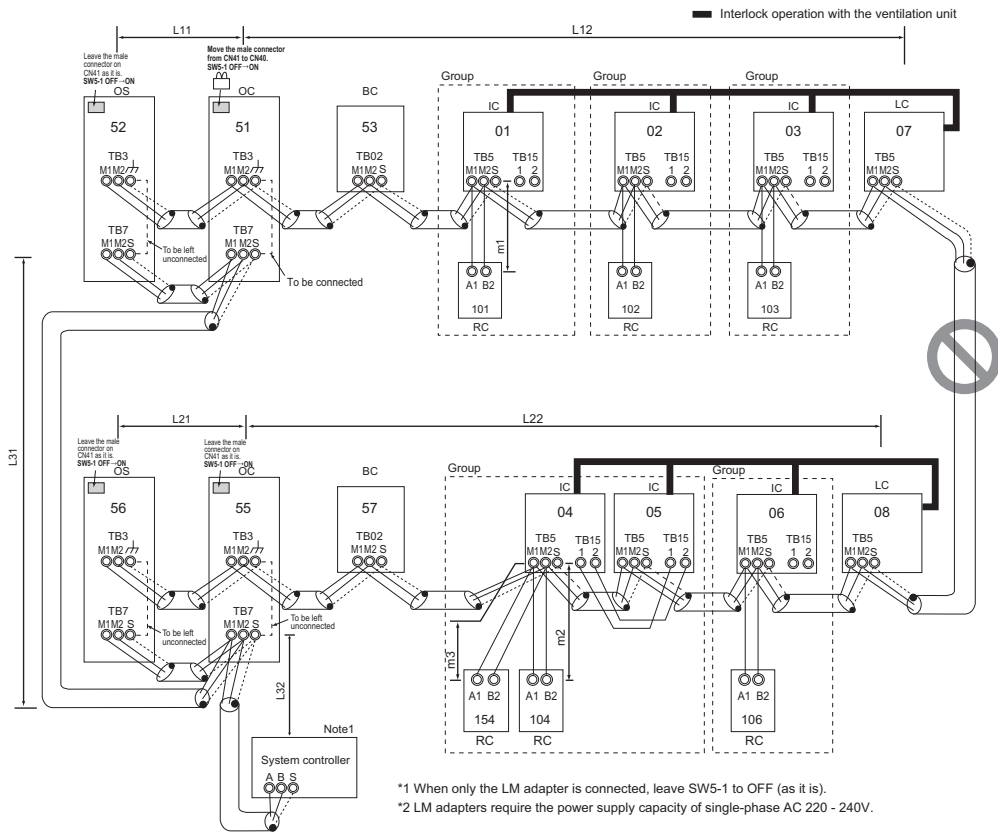 Interlock operation with the ventilation unit
L11
L12
Leave the male
connector on
CN41 as it is.
SW5-1 OFF→ON
Move the male connector
from CN41 to CN40.
SW5-1 OFF→ON
OS
OC
BC
Group
Group
Group
IC
IC
IC
LC
52
51
53
01
02
03
07
TB3
M1M2
TB3
M1M2
TB02
M1M2 S
TB5
M1M2S
TB15
1 2
TB5
M1M2S
TB15
1 2
TB5
M1M2S
TB15
1 2
TB5
M1M2S
TB7
M1M2S
To be left
unconnected
TB7
M1 M2 S
To be connected
m1
A1 B2
101
RC
A1 B2
102
RC
A1 B2
103
RC
L31
L21
L22
Leave the male
connector on
CN41 as it is.
SW5-1 OFF→ON
Leave the male
connector on
CN41 as it is.
SW5-1 OFF→ON
OS
OC
BC
Group
Group
IC
IC
IC
LC
56
55
57
04
05
06
08
TB3
M1M2
TB3
M1M2
TB02
M1M2 S
TB5
M1M2S
TB15
1 2
TB5
M1M2S
TB15
1 2
TB5
M1M2S
TB15
1 2
TB5
M1M2S
TB7
M1M2 S
To be left
unconnected
TB7
M1M2 S
To be left
unconnected
m3
m2
L32
A1 B2
154
RC
A1 B2
104
RC
A1 B2
106
RC
Note1
System controller
A B S
*1 When only the LM adapter is connected, leave SW5-1 to OFF (as it is).
*2 LM adapters require the power supply capacity of single-phase AC 220 - 240V.